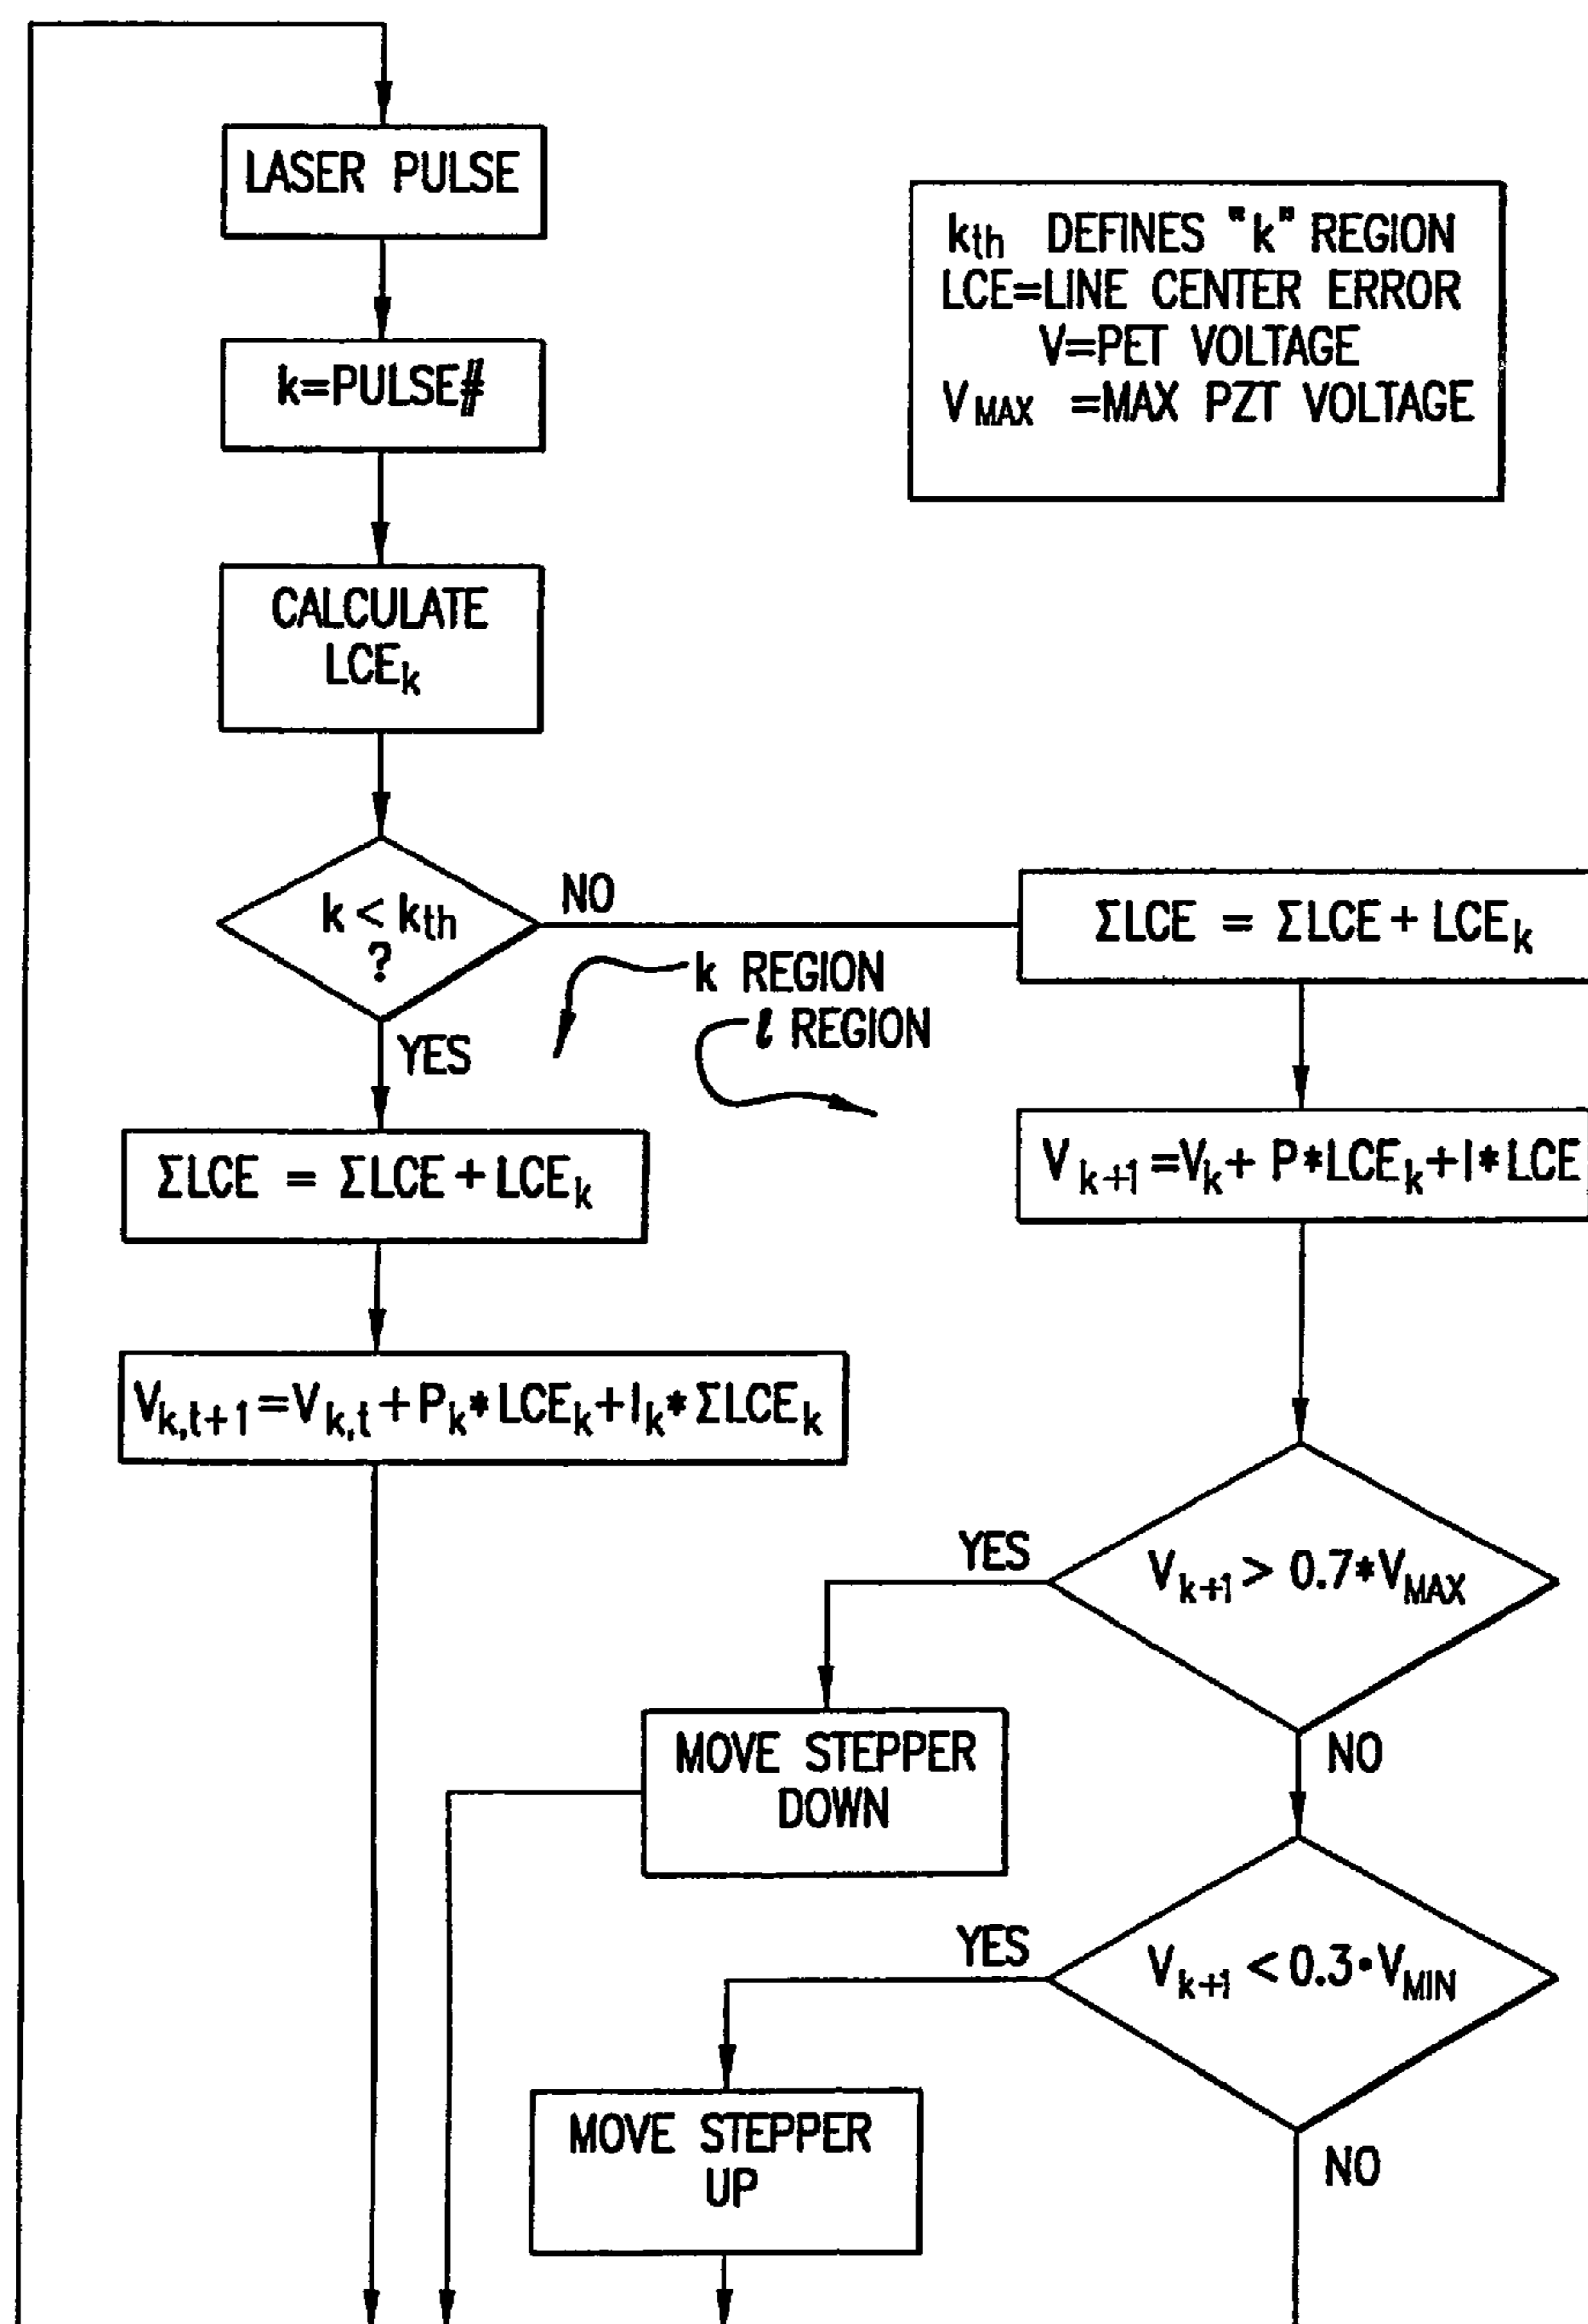 LASER PULSE
k=PULSE#
CALCULATE
LCEk
kth DEFINES "k" REGION
LCE=LINE CENTER ERROR
V=PET VOLTAGE
VMAX =MAX PZT VOLTAGE
k < kth
?
NO
YES
k REGION
ℓ REGION
ΣLCE = ΣLCE + LCEk
Vk,t+1 =Vk,t + Pk* LCEk+Ik* ΣLCEk
ΣLCE = ΣLCE + LCEk
Vk+1 =Vk+ P*LCEk+I*LCE
Vk+1 > 0.7*VMAX
YES
NO
MOVE STEPPER
DOWN
Vk+1 < 0.3•VMIN
YES
NO
MOVE STEPPER
UP